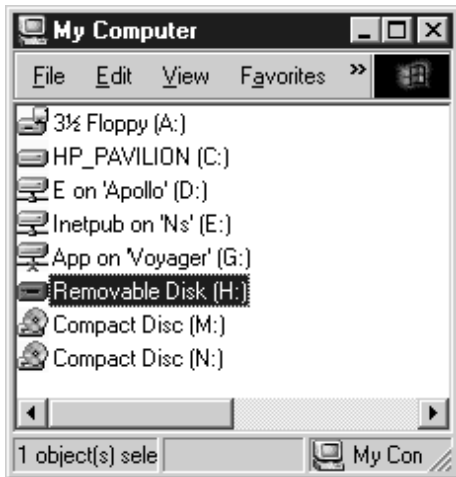 My Computer
File Edit View Favorites »
3½ Floppy (A:)
HP_PAVILION (C:)
E on 'Apollo' (D:)
Inetpub on 'Ns' (E:)
App on 'Voyager' (G:)
Removable Disk (H:)
Compact Disc (M:)
Compact Disc (N:)
1 object(s) sele My Con